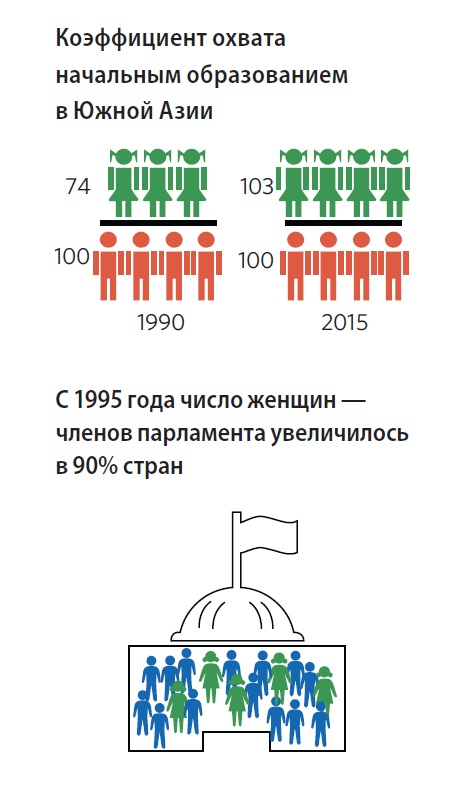 Коэффициент охвата
начальным образованием
в Южной Азии
74
103
100
100
1990
2015
С 1995 года число женщин —
членов парламента увеличилось
в 90% стран